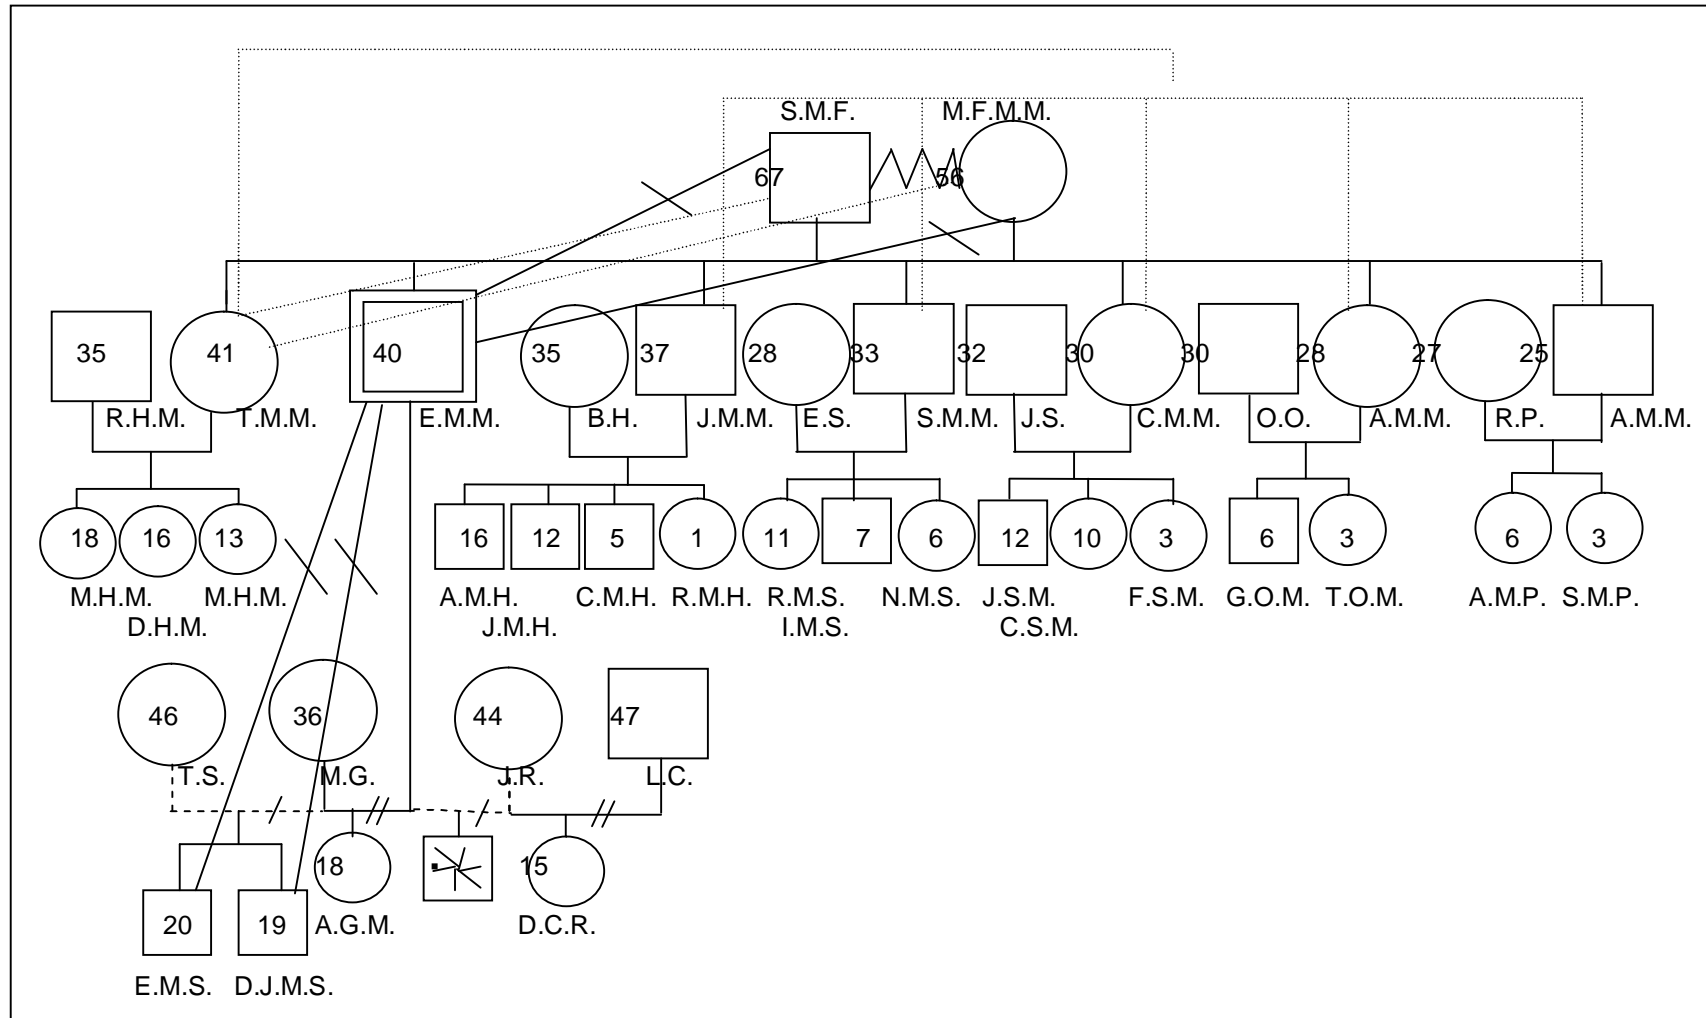 S.M.F. M.F.M.M.
67 56
35 41 40 35 37 28 33 32 30 30 28 27 25
R.H.M. T.M.M. E.M.M. B.H. J.M.M. E.S. S.M.M. J.S. C.M.M. O.O. A.M.M. R.P. A.M.M.
18 16 13 16 12 5 1 11 7 6 12 10 3 6 3 6 3
M.H.M. M.H.M. A.M.H. C.M.H. R.M.H. R.M.S. N.M.S. J.S.M. F.S.M. G.O.M. T.O.M. A.M.P. S.M.P.
D.H.M. J.M.H. I.M.S. C.S.M.
46 36 44 47
T.S. M.G. J.R. L.C.
18 15
20 19 A.G.M. D.C.R.
E.M.S. D.J.M.S.